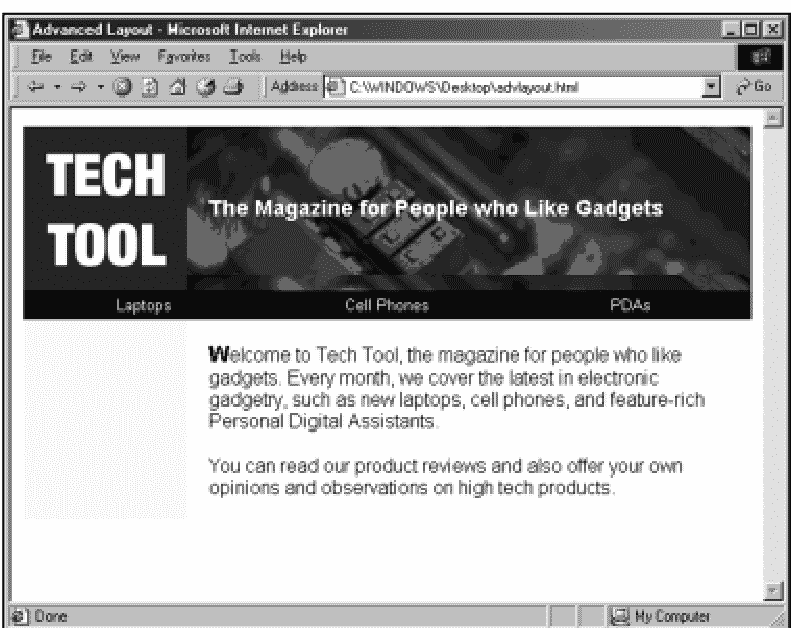 Advanced Layout - Microsoft Internet Explorer
File Edit View Favorites Tools Help
Address C:\WINDOWS\Desktop\advlayout.html Go
TECH
TOOL
The Magazine for People who Like Gadgets
Laptops Cell Phones PDAs
Welcome to Tech Tool, the magazine for people who like
gadgets. Every month, we cover the latest in electronic
gadgetry, such as new laptops, cell phones, and feature-rich
Personal Digital Assistants.
You can read our product reviews and also offer your own
opinions and observations on high tech products.
Done My Computer